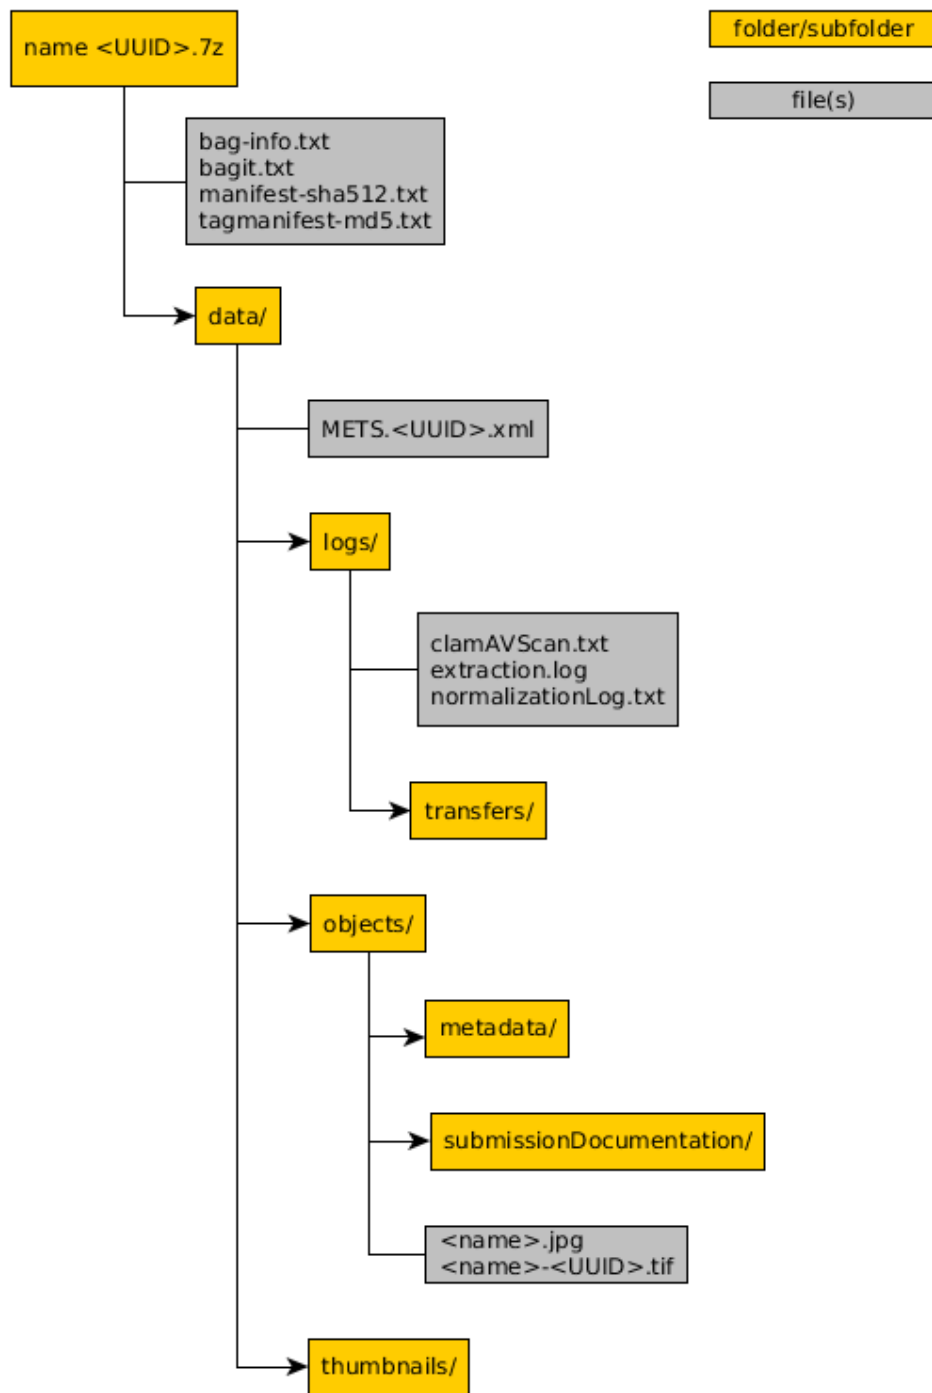 name <UUID>.7z
folder/subfolder
file(s)
bag-info.txt
bagit.txt
manifest-sha512.txt
tagmanifest-md5.txt
data/
METS.<UUID>.xml
logs/
clamAVScan.txt
extraction.log
normalizationLog.txt
transfers/
objects/
metadata/
submissionDocumentation/
<name>.jpg
<name>-<UUID>.tif
thumbnails/